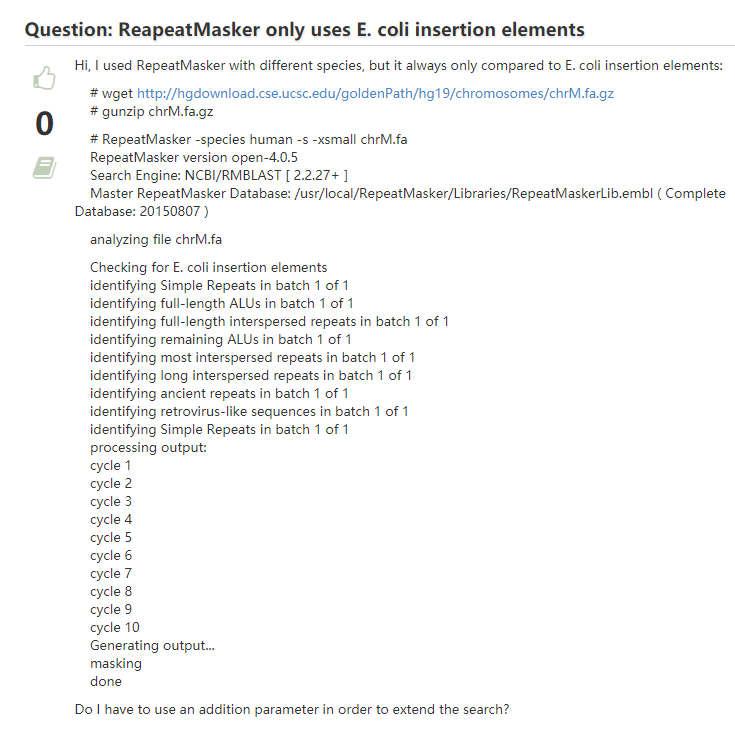 Question: ReapeatMasker only uses E. coli insertion elements
Hi, I used RepeatMasker with different species, but it always only compared to E. coli insertion elements:
# wget http://hgdownload.cse.ucsc.edu/goldenPath/hg19/chromosomes/chrM.fa.gz
# gunzip chrM.fa.gz
0
# RepeatMasker -species human -s -xsmall chrM.fa
RepeatMasker version open-4.0.5
Search Engine: NCBI/RMBLAST [ 2.2.27+ ]
Master RepeatMasker Database: /usr/local/RepeatMasker/Libraries/RepeatMaskerLib.embl ( Complete
Database: 20150807 )
analyzing file chrM.fa
Checking for E. coli insertion elements
identifying Simple Repeats in batch 1 of 1
identifying full-length ALUs in batch 1 of 1
identifying full-length interspersed repeats in batch 1 of 1
identifying remaining ALUs in batch 1 of 1
identifying most interspersed repeats in batch 1 of 1
identifying long interspersed repeats in batch 1 of 1
identifying ancient repeats in batch 1 of 1
identifying retrovirus-like sequences in batch 1 of 1
identifying Simple Repeats in batch 1 of 1
processing output:
cycle 1
cycle 2
cycle 3
cycle 4
cycle 5
cycle 6
cycle 7
cycle 8
cycle 9
cycle 10
Generating output...
masking
done
Do I have to use an addition parameter in order to extend the search?